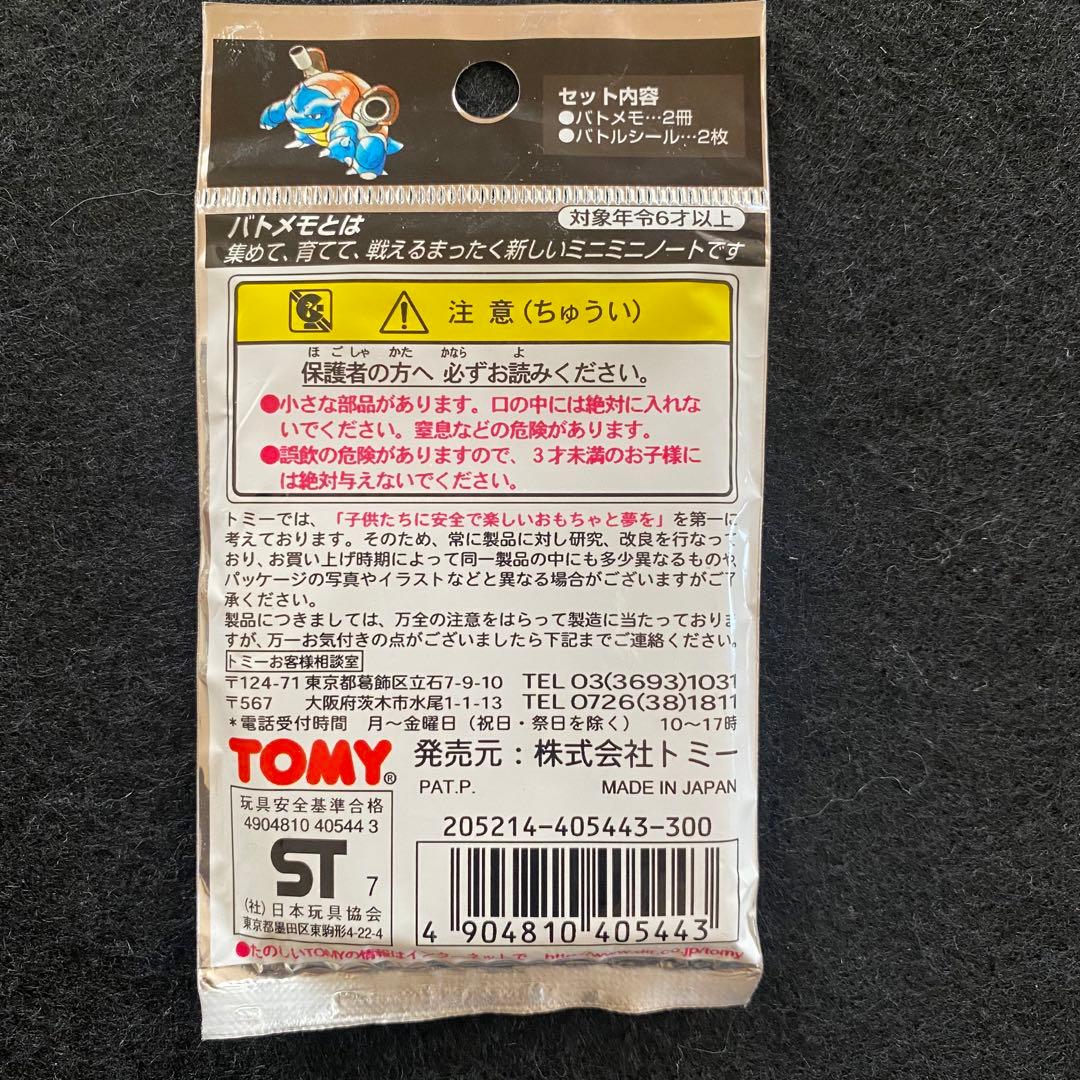 セット内容
●バトメモ…2冊
●バトルシール…2枚
バトメモとは
対象年令6才以上
集めて、育てて、戦えるまったく新しいミニミニノートです
注意(ちゅうい)
ほごしゃ かた かなら よ
保護者の方へ 必ずお読みください。
●小さな部品があります。口の中には絶対に入れな
いでください。窒息などの危険があります。
●誤飲の危険がありますので、3才未満のお子様に
は絶対与えないでください。
トミーでは、「子供たちに安全で楽しいおもちゃと夢を」を第一に
考えております。そのため、常に製品に対し研究、改良を行なって
おり、お買い上げ時期によって同一製品の中にも多少異なるものや
パッケージの写真やイラストなどと異なる場合がございますがご了
承ください。
製品につきましては、万全の注意をはらって製造に当たっておりま
すが、万一お気付きの点がございましたら下記までご連絡ください。
トミーお客様相談室
〒124-71 東京都葛飾区立石7-9-10 TEL 03(3693)1031
〒567 大阪府茨木市水尾1-1-13 TEL 0726(38)1811
*電話受付時間 月〜金曜日(祝日・祭日を除く) 10〜17時
TOMY® 発売元:株式会社トミー
PAT.P. MADE IN JAPAN
玩具安全基準合格
4904810 40544 3
ST 7
(社)日本玩具協会
東京都墨田区東駒形4-22-4
205214-405443-300
4 904810 405443
●たのしいTOMYの情報はインターネットで